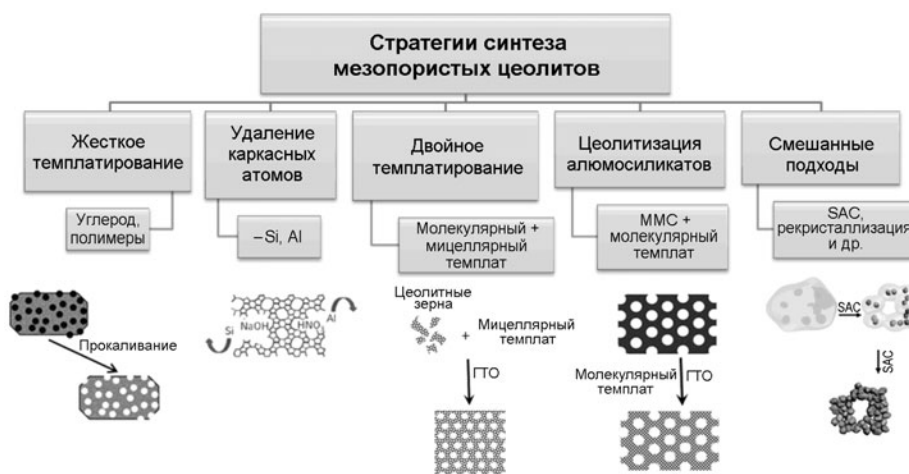 Стратегии синтеза
мезопористых цеолитов
Жесткое
темплатирование
Удаление
каркасных
атомов
Двойное
темплатирование
Цеолитизация
алюмосиликатов
Смешанные
подходы
Углерод,
полимеры
–Si, Al
Молекулярный +
мицеллярный
темплат
ММС +
молекулярный
темплат
SAC,
рекристаллизация
и др.
Прокаливание
Si
NaOH
HNO
Al
Цеолитные
зерна
+ Мицеллярный
темплат
ГТО
Молекулярный
темплат
ГТО
SAC
SAC